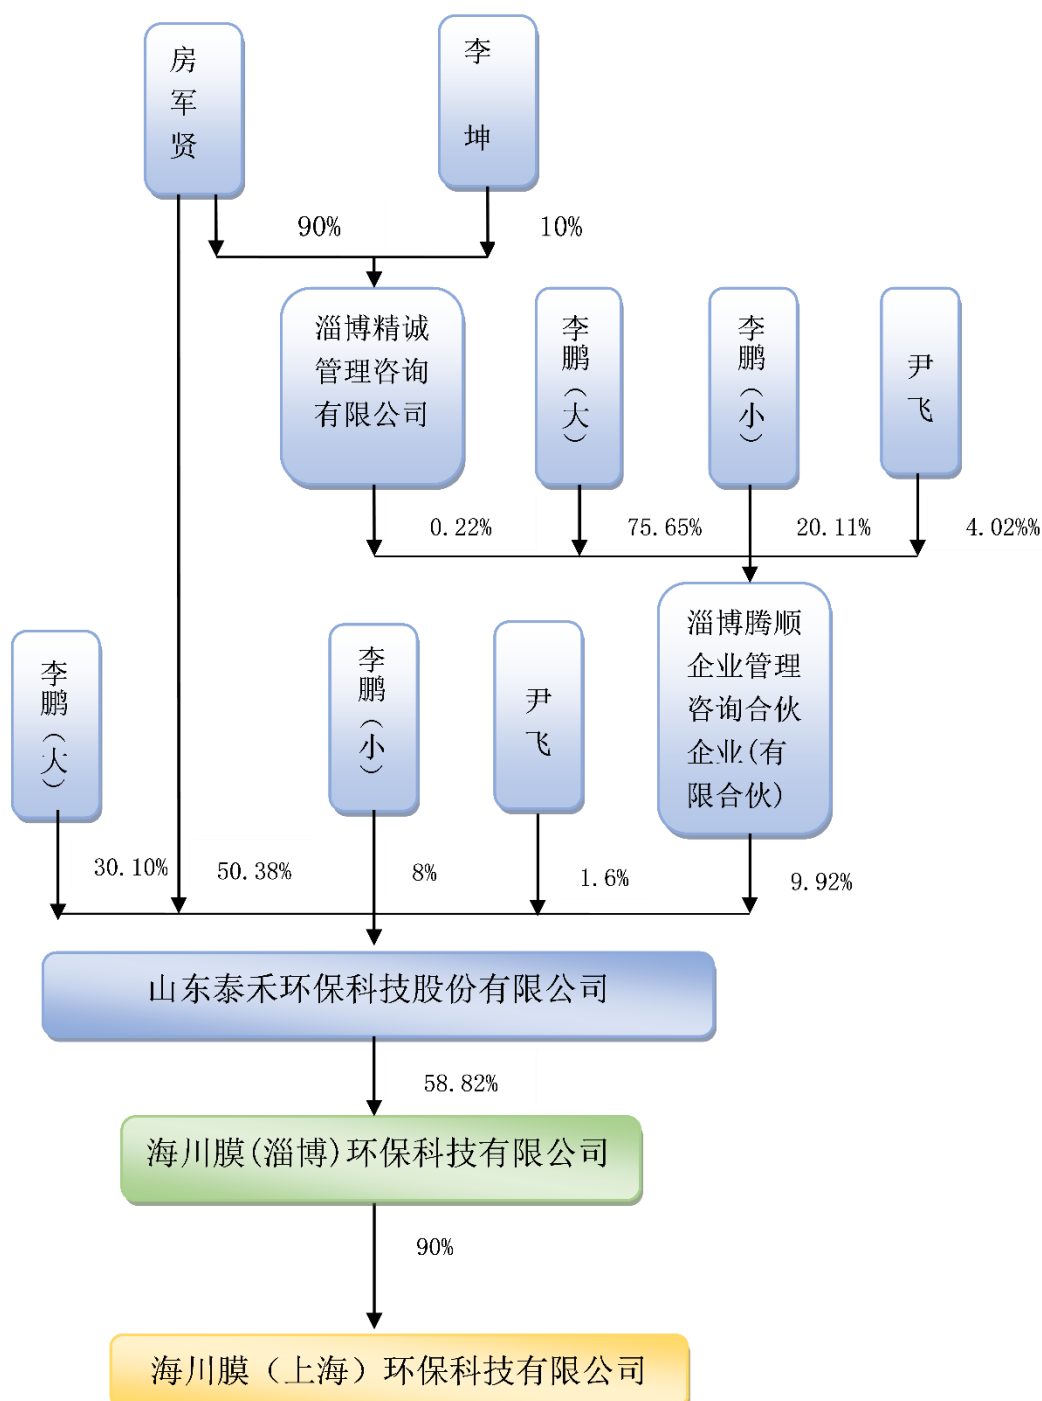 房
军
贤
李
坤
90%
10%
淄博精诚
管理咨询
有限公司
李
鹏
（大）
李
鹏
（小）
尹
飞
0.22%
75.65%
20.11%
4.02%%
淄博腾顺
企业管理
咨询合伙
企业(有
限合伙)
李
鹏
（大）
李
鹏
（小）
尹
飞
30.10%
50.38%
8%
1.6%
9.92%
山东泰禾环保科技股份有限公司
58.82%
海川膜(淄博)环保科技有限公司
90%
海川膜（上海）环保科技有限公司